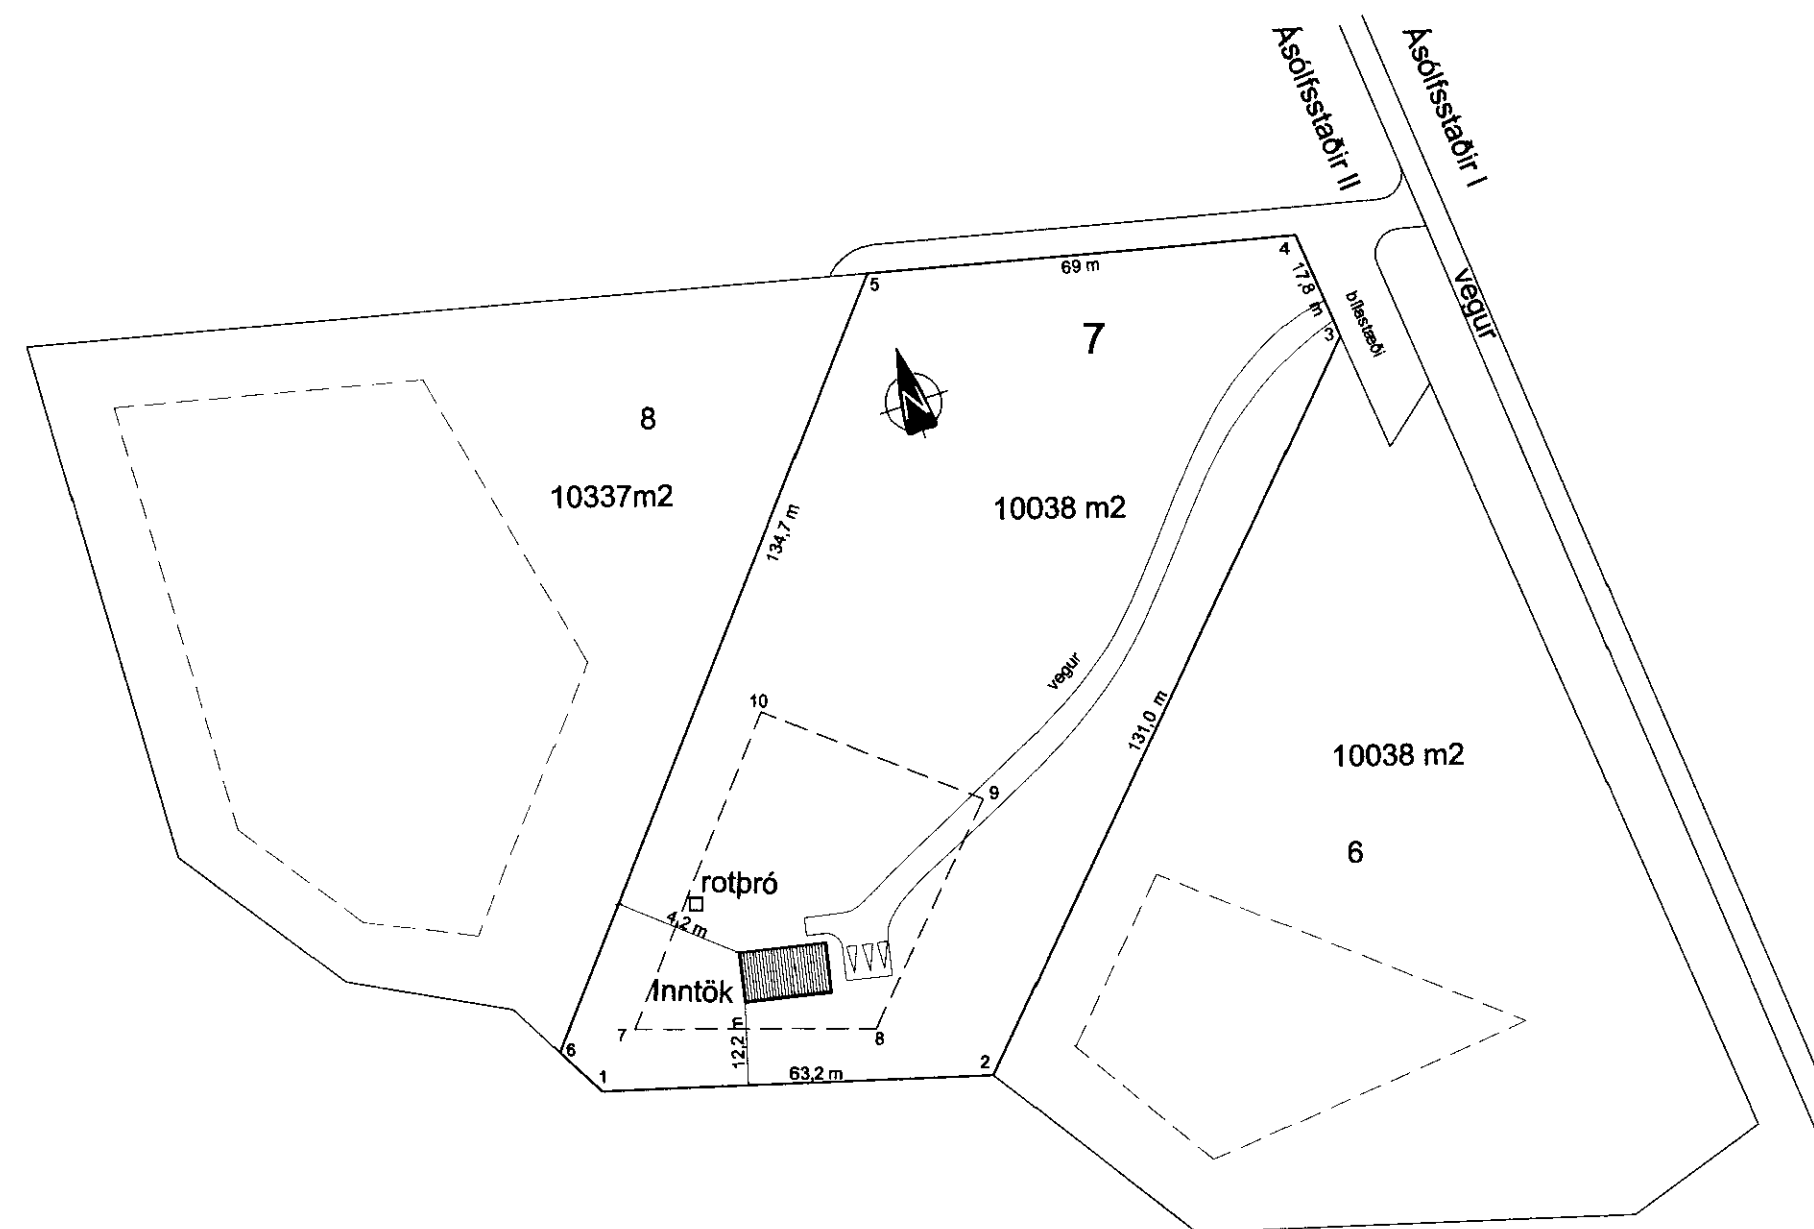 Ásólfsstaðir II
Ásólfsstaðir I
4
69 m
17,8 m
5
bílastæði
vegur
3
7
N
8
10337m2
10038 m2
134,7 m
vegur
10
131,0 m
10038 m2
9
6
rotþró
4,2 m
Inntök
7
12,2 m
8
6
1
63,2 m
2